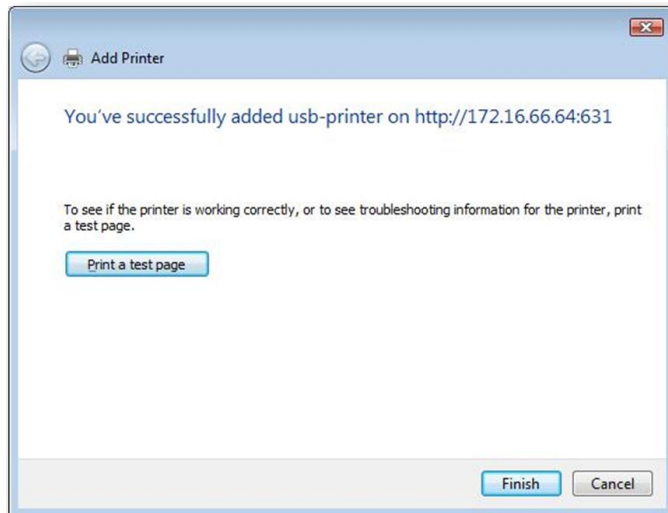 Add Printer
You've successfully added usb-printer on http://172.16.66.64:631
To see if the printer is working correctly, or to see troubleshooting information for the printer, print
a test page.
Print a test page
Finish
Cancel